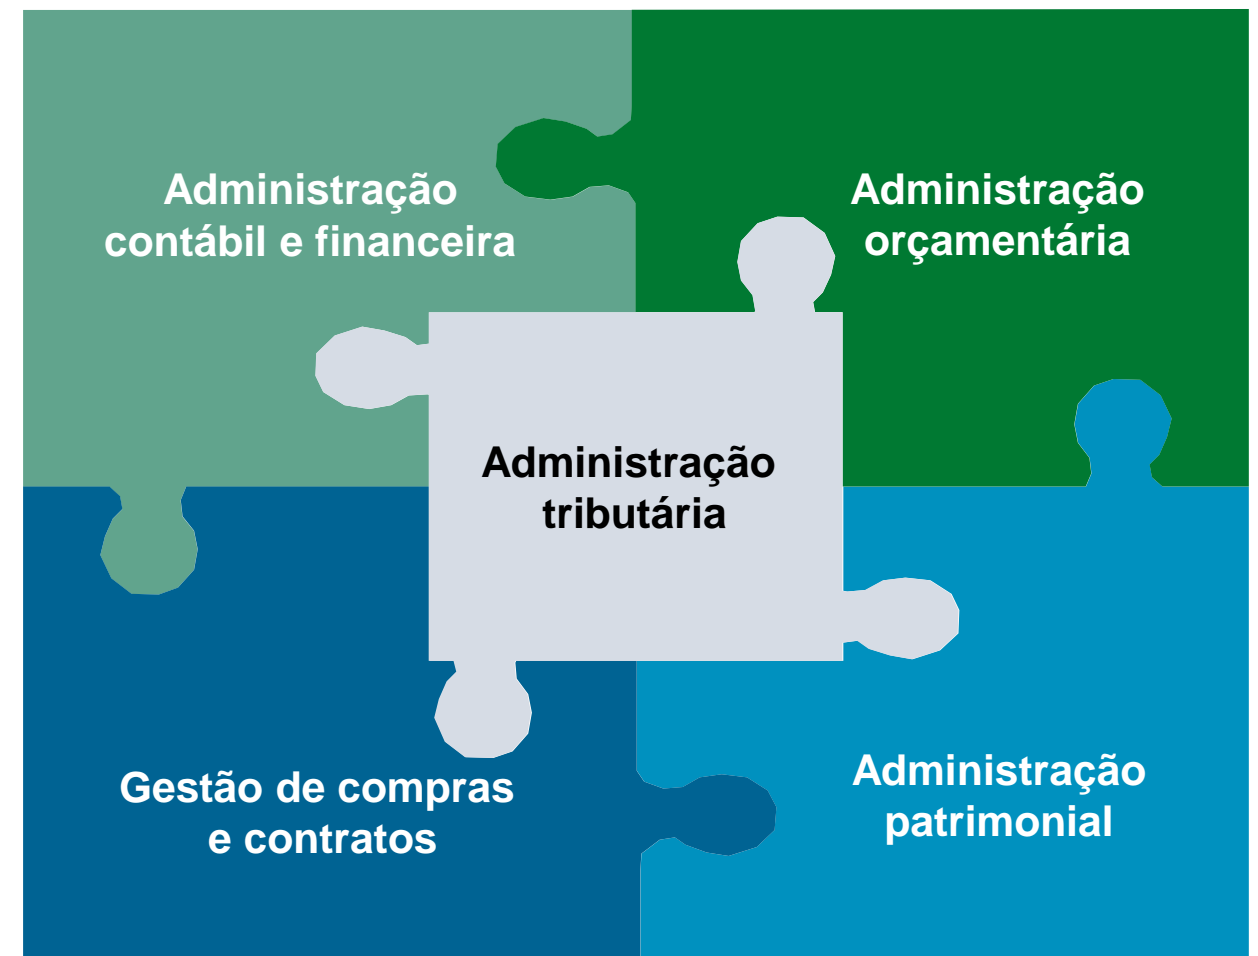 Administração
contábil e financeira
Administração
orçamentária
Administração
tributária
Gestão de compras
e contratos
Administração
patrimonial